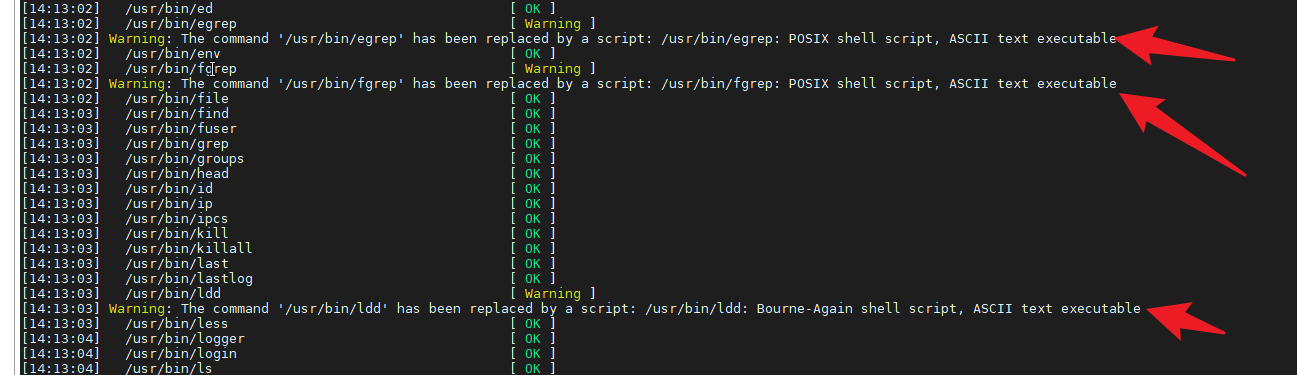 [14:13:02]   /usr/bin/ed                                     [ OK ]
[14:13:02]   /usr/bin/egrep                                  [ Warning ]
[14:13:02] Warning: The command '/usr/bin/egrep' has been replaced by a script: /usr/bin/egrep: POSIX shell script, ASCII text executable
[14:13:02]   /usr/bin/env                                    [ OK ]
[14:13:02]   /usr/bin/fgrep                                  [ Warning ]
[14:13:02] Warning: The command '/usr/bin/fgrep' has been replaced by a script: /usr/bin/fgrep: POSIX shell script, ASCII text executable
[14:13:02]   /usr/bin/file                                   [ OK ]
[14:13:03]   /usr/bin/find                                   [ OK ]
[14:13:03]   /usr/bin/fuser                                  [ OK ]
[14:13:03]   /usr/bin/grep                                   [ OK ]
[14:13:03]   /usr/bin/groups                                 [ OK ]
[14:13:03]   /usr/bin/head                                   [ OK ]
[14:13:03]   /usr/bin/id                                     [ OK ]
[14:13:03]   /usr/bin/ip                                     [ OK ]
[14:13:03]   /usr/bin/ipcs                                   [ OK ]
[14:13:03]   /usr/bin/kill                                   [ OK ]
[14:13:03]   /usr/bin/killall                                [ OK ]
[14:13:03]   /usr/bin/last                                   [ OK ]
[14:13:03]   /usr/bin/lastlog                                [ OK ]
[14:13:03]   /usr/bin/ldd                                    [ Warning ]
[14:13:03] Warning: The command '/usr/bin/ldd' has been replaced by a script: /usr/bin/ldd: Bourne-Again shell script, ASCII text executable
[14:13:03]   /usr/bin/less                                   [ OK ]
[14:13:04]   /usr/bin/logger                                 [ OK ]
[14:13:04]   /usr/bin/login                                  [ OK ]
[14:13:04]   /usr/bin/ls                                     [ OK ]